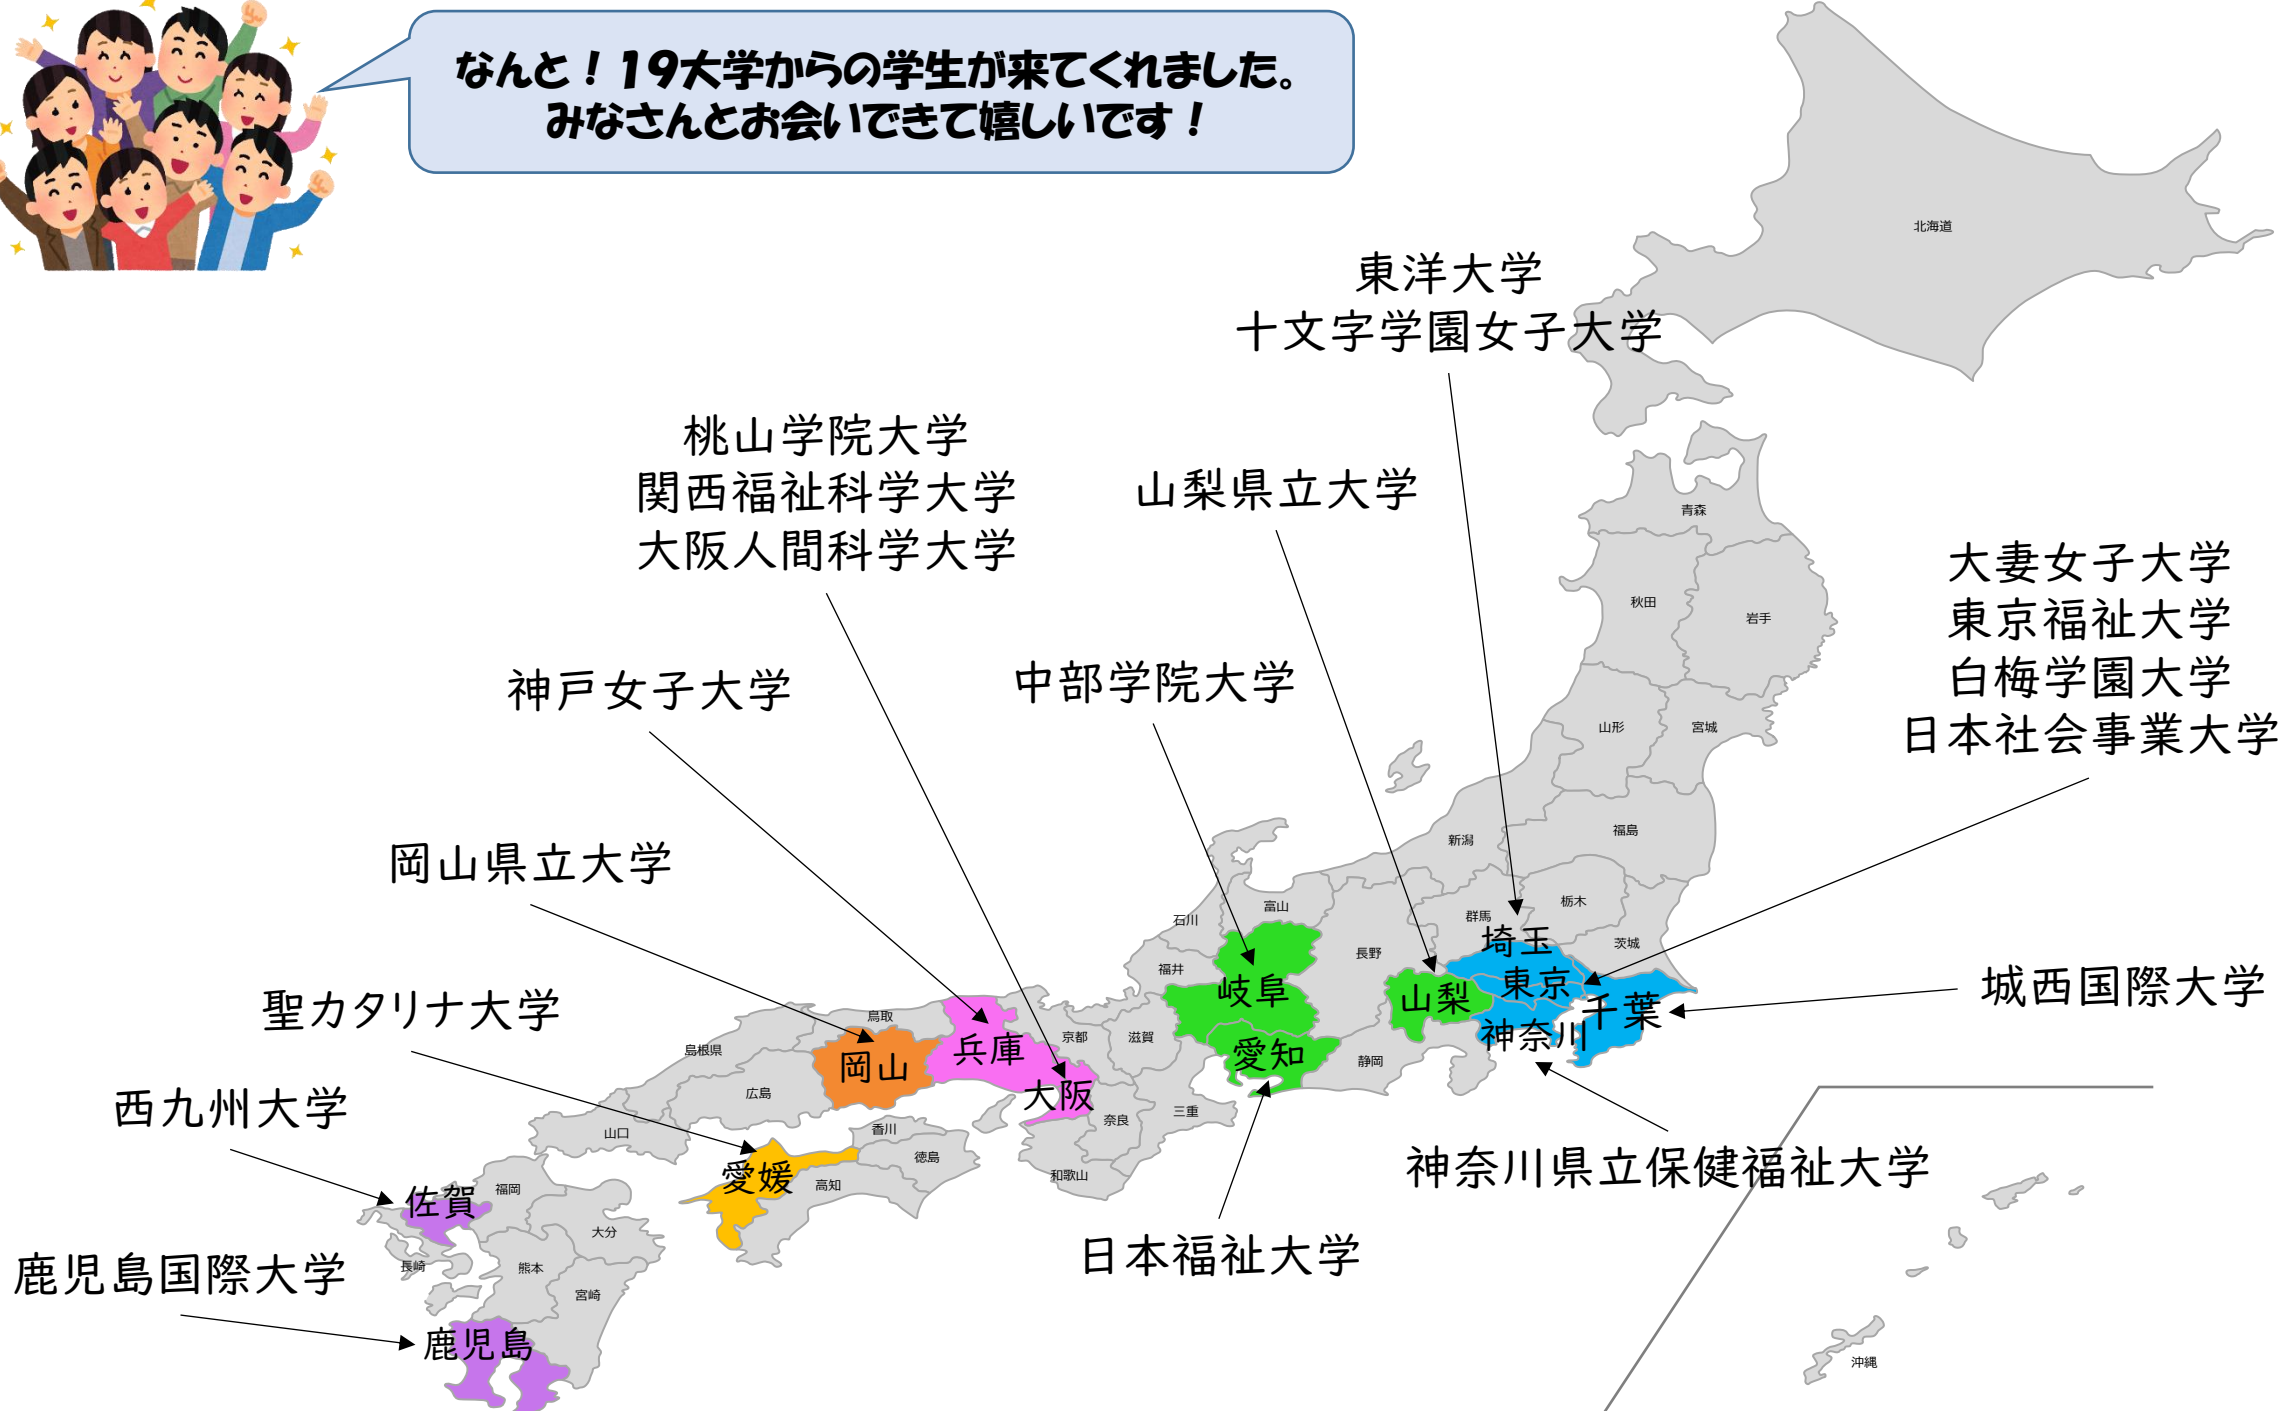 なんと！19大学からの学生が来てくれました。
みなさんとお会いできて嬉しいです！
北海道
東洋大学
十文字学園女子大学
桃山学院大学
関西福祉科学大学
大阪人間科学大学
山梨県立大学
青森
大妻女子大学
東京福祉大学
白梅学園大学
日本社会事業大学
秋田
岩手
神戸女子大学
中部学院大学
山形
宮城
岡山県立大学
新潟
福島
石川
富山
群馬
栃木
長野
埼玉
茨城
福井
岐阜
山梨
東京
千葉
城西国際大学
聖カタリナ大学
鳥取
島根県
岡山
兵庫
京都
滋賀
愛知
静岡
神奈川
西九州大学
広島
大阪
奈良
三重
山口
香川
徳島
和歌山
愛媛
高知
神奈川県立保健福祉大学
佐賀
福岡
大分
日本福祉大学
鹿児島国際大学
長崎
熊本
宮崎
鹿児島
沖縄